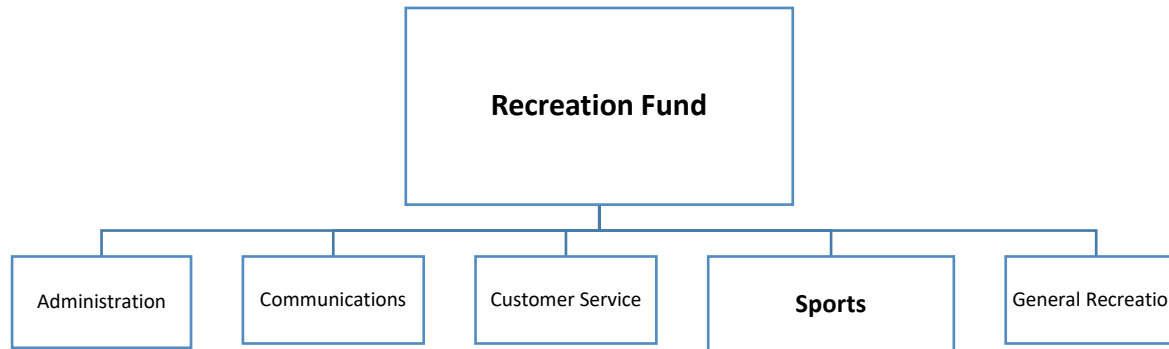 Recreation Fund
Administration
Communications
Customer Service
Sports
General Recreatio